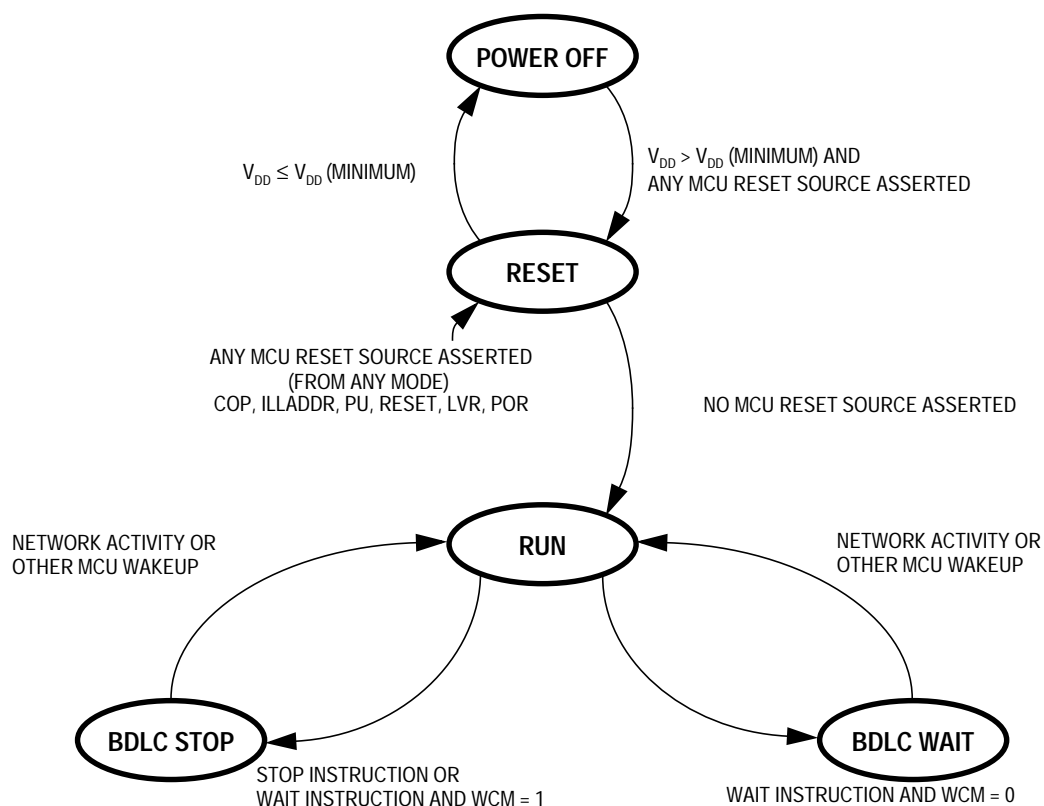 POWER OFF
V_DD ≤ V_DD (MINIMUM)
V_DD > V_DD (MINIMUM) AND
ANY MCU RESET SOURCE ASSERTED
RESET
ANY MCU RESET SOURCE ASSERTED
(FROM ANY MODE)
COP, ILLADDR, PU, RESET, LVR, POR
NO MCU RESET SOURCE ASSERTED
NETWORK ACTIVITY OR
OTHER MCU WAKEUP
RUN
NETWORK ACTIVITY OR
OTHER MCU WAKEUP
BDLC STOP
BDLC WAIT
STOP INSTRUCTION OR
WAIT INSTRUCTION AND WCM = 1
WAIT INSTRUCTION AND WCM = 0